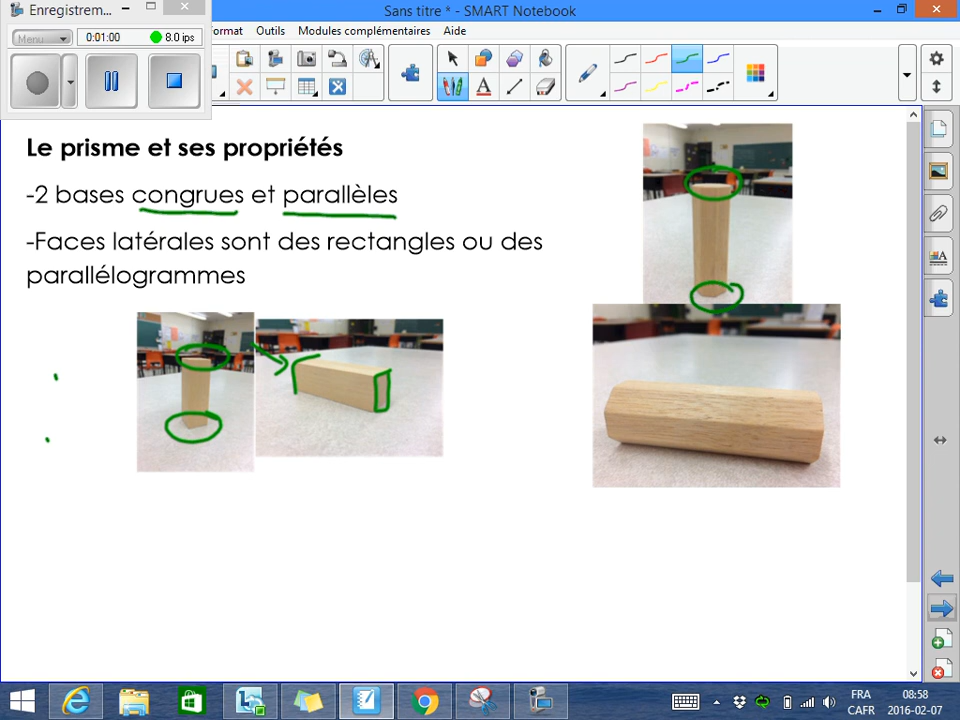 Enregistrem...
Sans titre * - SMART Notebook
Menu
0:01:00
8.0 ips
ormat Outils Modules complémentaires Aide
Le prisme et ses propriétés
-2 bases congrues et parallèles
-Faces latérales sont des rectangles ou des
parallélogrammes
FRA
CAFR
08:58
2016-02-07